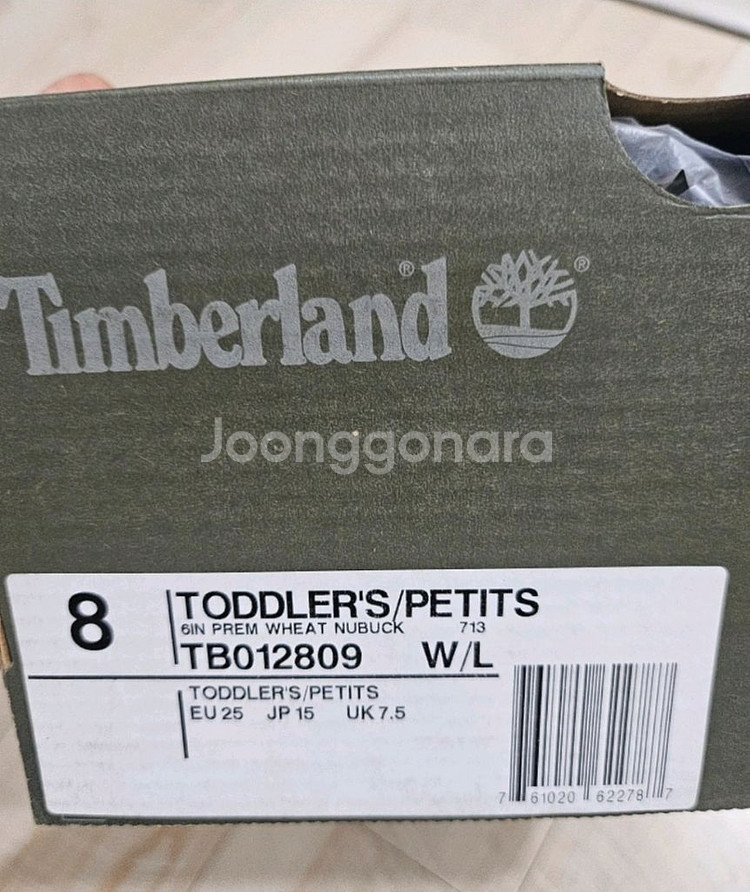 Timberland® ®
Joonggonara
8 TODDLER'S/PETITS
6IN PREM WHEAT NUBUCK 713
TB012809 W/L
TODDLER'S/PETITS
EU 25 JP 15 UK 7.5
7 61020 62278 7